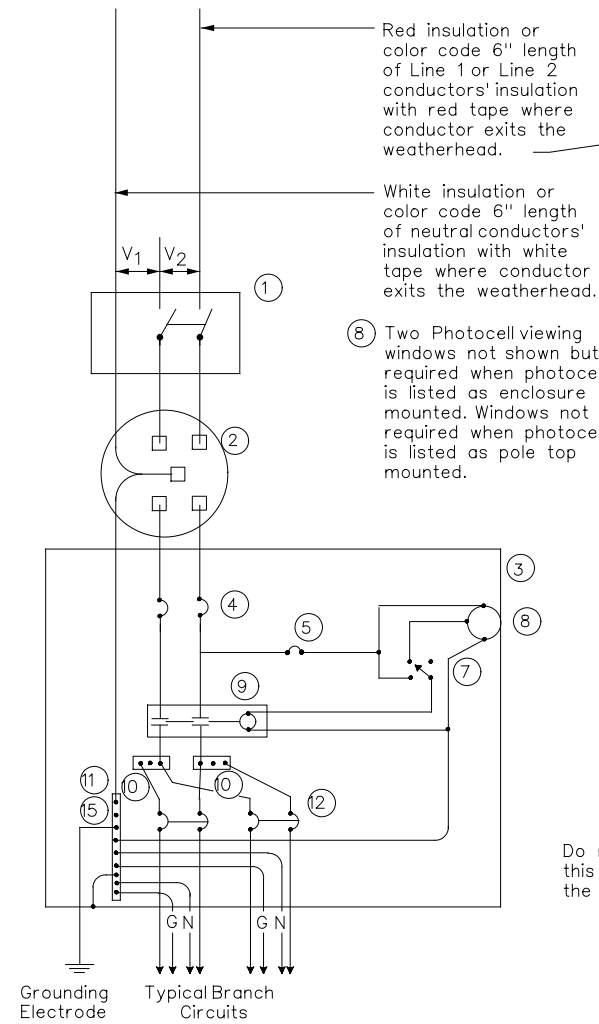 Red insulation or
color code 6" length
of Line 1 or Line 2
conductors' insulation
with red tape where
conductor exits the
weatherhead.
White insulation or
color code 6" length
of neutral conductors'
insulation with white
tape where conductor
exits the weatherhead.
V1
V2
1
8 Two Photocell viewing
windows not shown but
required when photoce
is listed as enclosure
mounted. Windows not
required when photoce
is listed as pole top
mounted.
2
3
4
5
8
7
9
11
10
10
12
15
Do
this
the
G N
G N
Grounding
Electrode
Typical Branch
Circuits